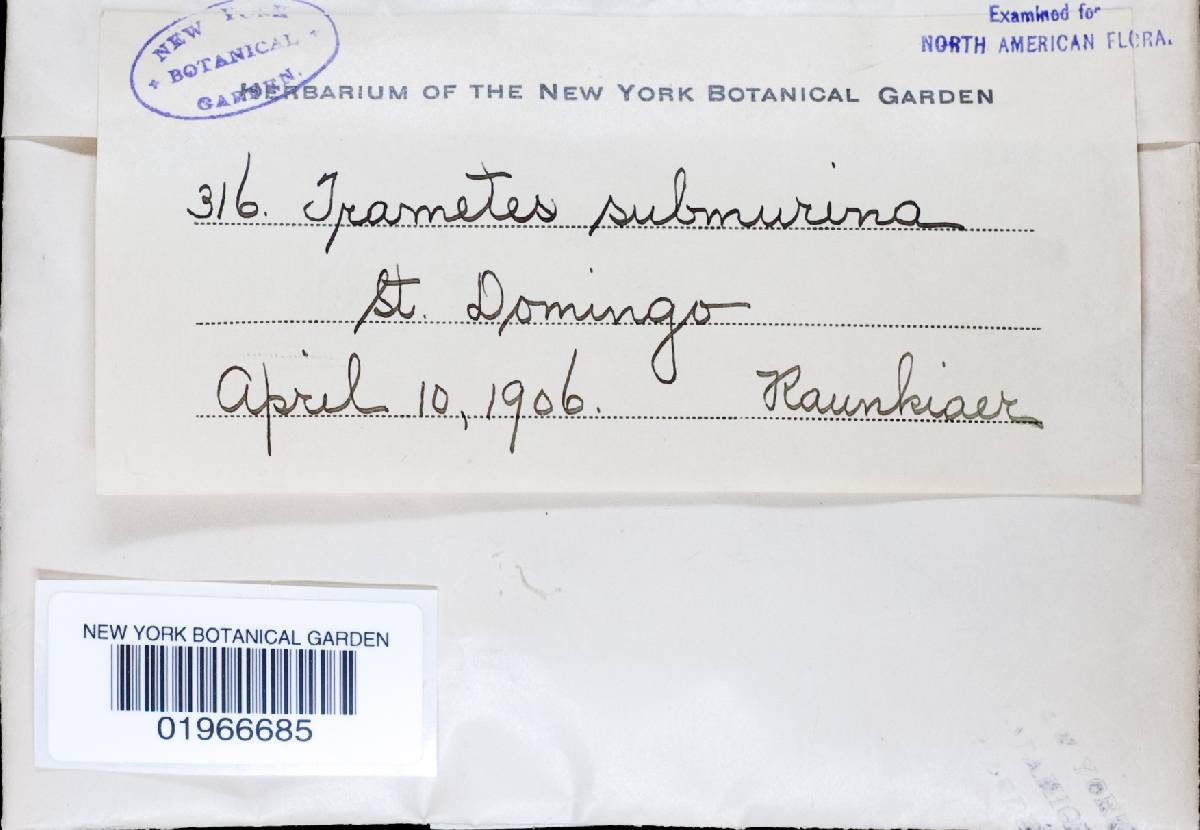 NEW YORK
BOTANICAL
GARDEN.
Examined for
NORTH AMERICAN FLORA.
HERBARIUM OF THE NEW YORK BOTANICAL GARDEN
316. Trametes submurina
St. Domingo
April 10, 1906. Raunkiaer
NEW YORK BOTANICAL GARDEN
01966685